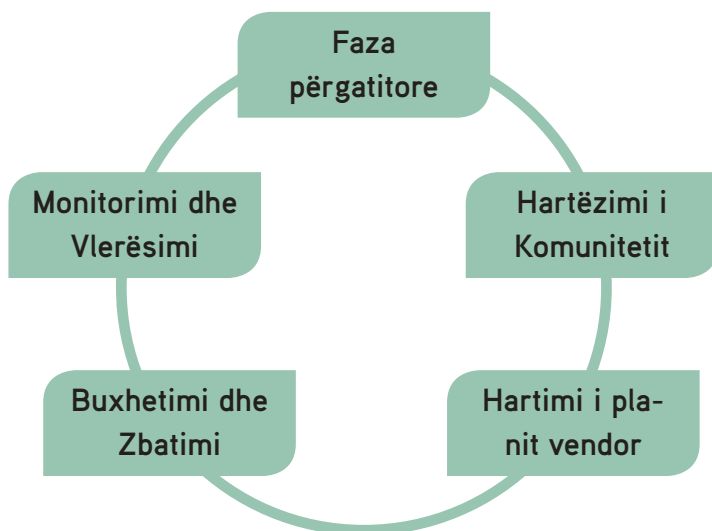 Faza
përgatitore
Hartëzimi i
Komunitetit
Hartimi i pla-
nit vendor
Buxhetimi dhe
Zbatimi
Monitorimi dhe
Vlerësimi